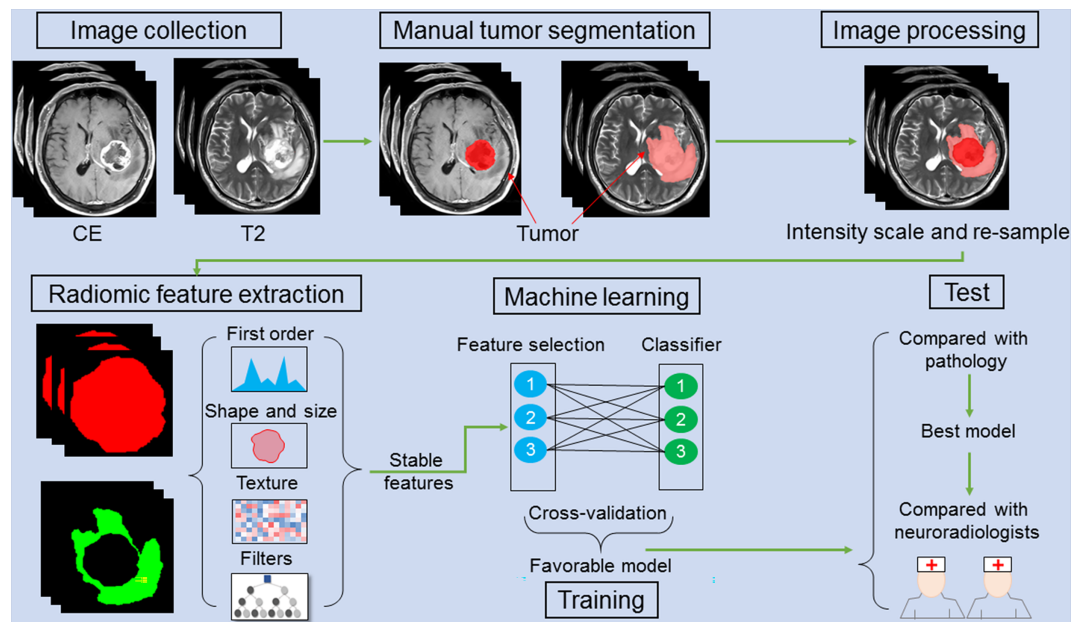 Image collection
Manual tumor segmentation
Image processing
CE
T2
Tumor
Intensity scale and re-sample
Radiomic feature extraction
Machine learning
Test
First order
Shape and size
Texture
Filters
Stable
features
Feature selection
Classifier
1
1
2
2
3
3
Cross-validation
Favorable model
Training
Compared with
pathology
Best model
Compared with
neuroradiologists